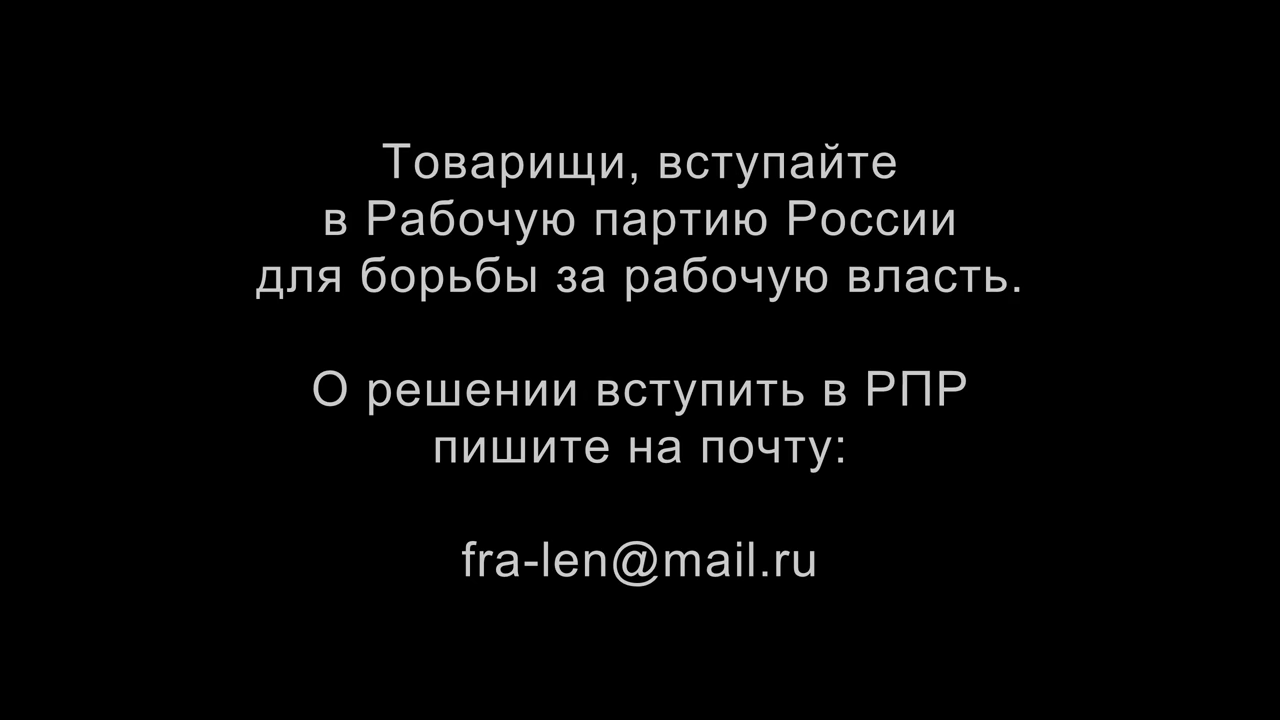 Товарищи, вступайте
в Рабочую партию России
для борьбы за рабочую власть.
О решении вступить в РПР
пишите на почту:
fra-len@mail.ru